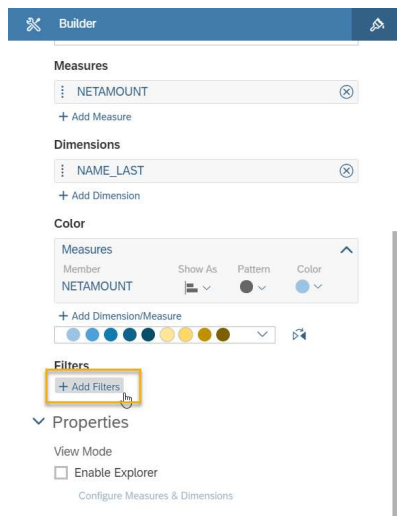 Builder
Measures
NETAMOUNT
+ Add Measure
Dimensions
NAME_LAST
+ Add Dimension
Color
Measures
Member Show As Pattern Color
NETAMOUNT
+ Add Dimension/Measure
Filters
+ Add Filters
Properties
View Mode
Enable Explorer
Configure Measures & Dimensions